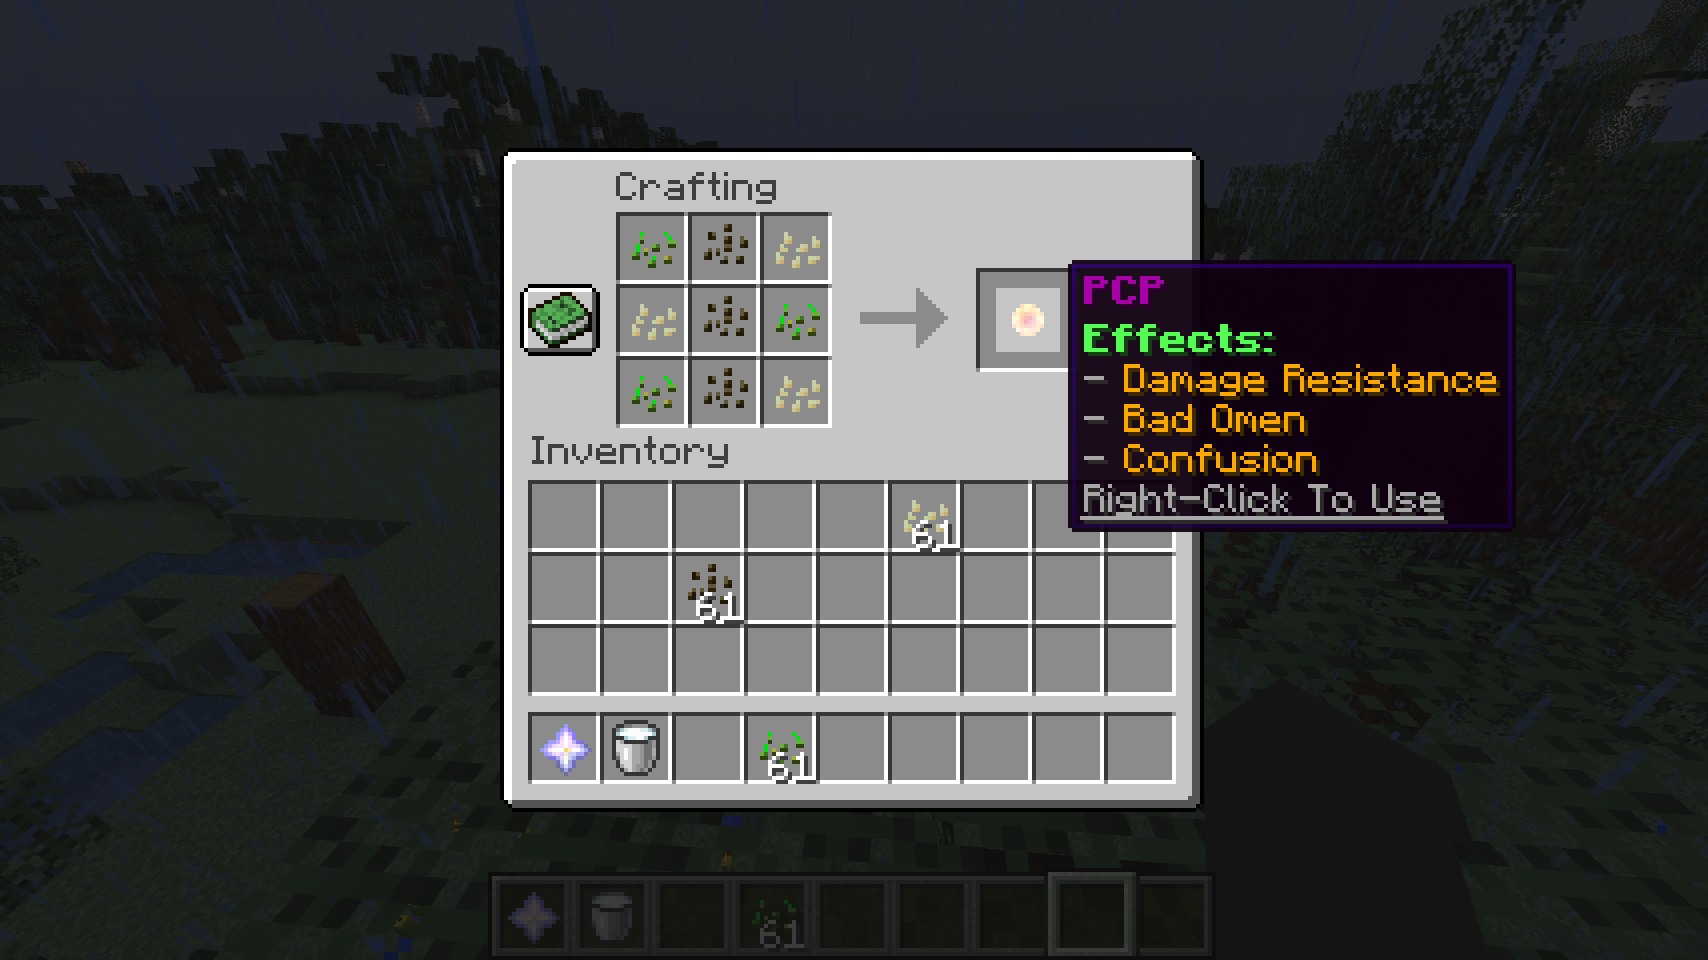 Crafting
PCP
Effects:
- Damage Resistance
- Bad Omen
- Confusion
Right-Click To Use
Inventory
61
61
61
61